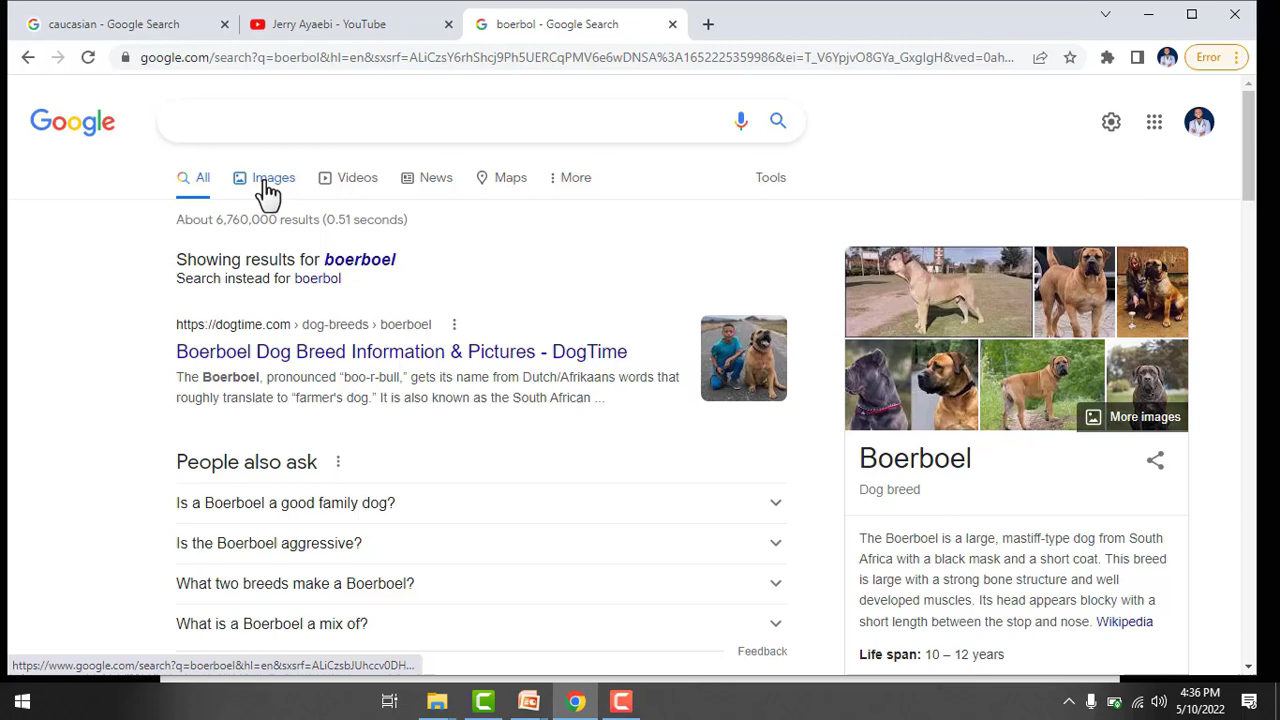 caucasian - Google Search
Jerry Ayaebi - YouTube
boerbol - Google Search
google.com/search?q=boerbol&hl=en&sxsrf=ALiCzsY6rhShcj9Ph5UFRCqPMV6e6wDNSA%3A1652225359986&ei=T_V6YpjvO8GYa_GxgIgH&ved=0ah...
Error
Google
All
Images
Videos
News
Maps
More
Tools
About 6,760,000 results (0.51 seconds)
Showing results for boerboel
Search instead for boerbol
https://dogtime.com › dog-breeds › boerboel
Boerboel Dog Breed Information & Pictures - DogTime
The Boerboel, pronounced “boo-r-bull,” gets its name from Dutch/Afrikaans words that
roughly translate to “farmer's dog.” It is also known as the South African ...
People also ask
Is a Boerboel a good family dog?
Is the Boerboel aggressive?
What two breeds make a Boerboel?
What is a Boerboel a mix of?
Feedback
More images
Boerboel
Dog breed
The Boerboel is a large, mastiff-type dog from South
Africa with a black mask and a short coat. This breed
is large with a strong bone structure and well
developed muscles. Its head appears blocky with a
short length between the stop and nose. Wikipedia
Life span: 10 – 12 years
https://www.google.com/search?q=boerboel&hl=en&sxsrf=ALiCzsbJUhccv0DH...
4:36 PM
5/10/2022